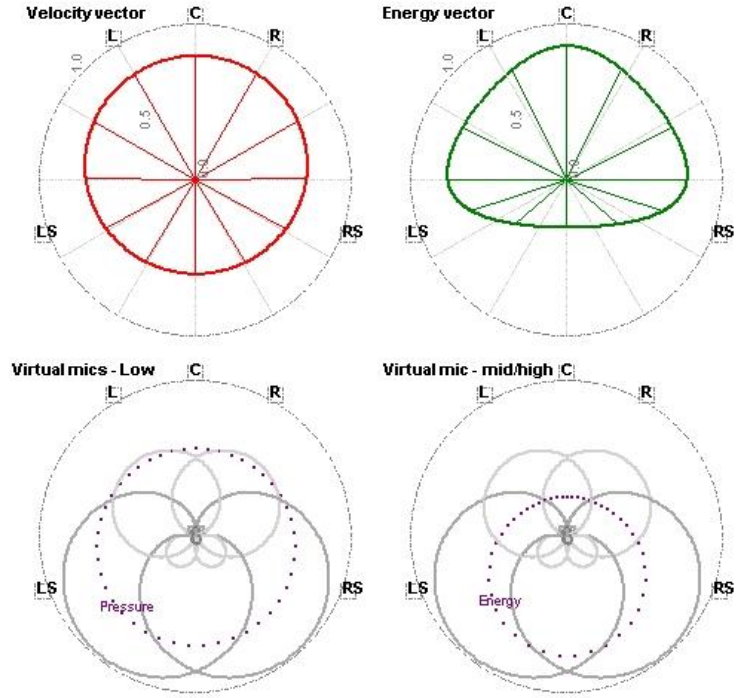 Velocity vector
C
L
R
1.0
0.5
0.0
LS
RS
Energy vector
C
L
R
1.0
0.5
0.0
LS
RS
Virtual mics - Low
C
L
R
LS
RS
Pressure
Virtual mic - mid/high
C
L
R
LS
RS
Energy